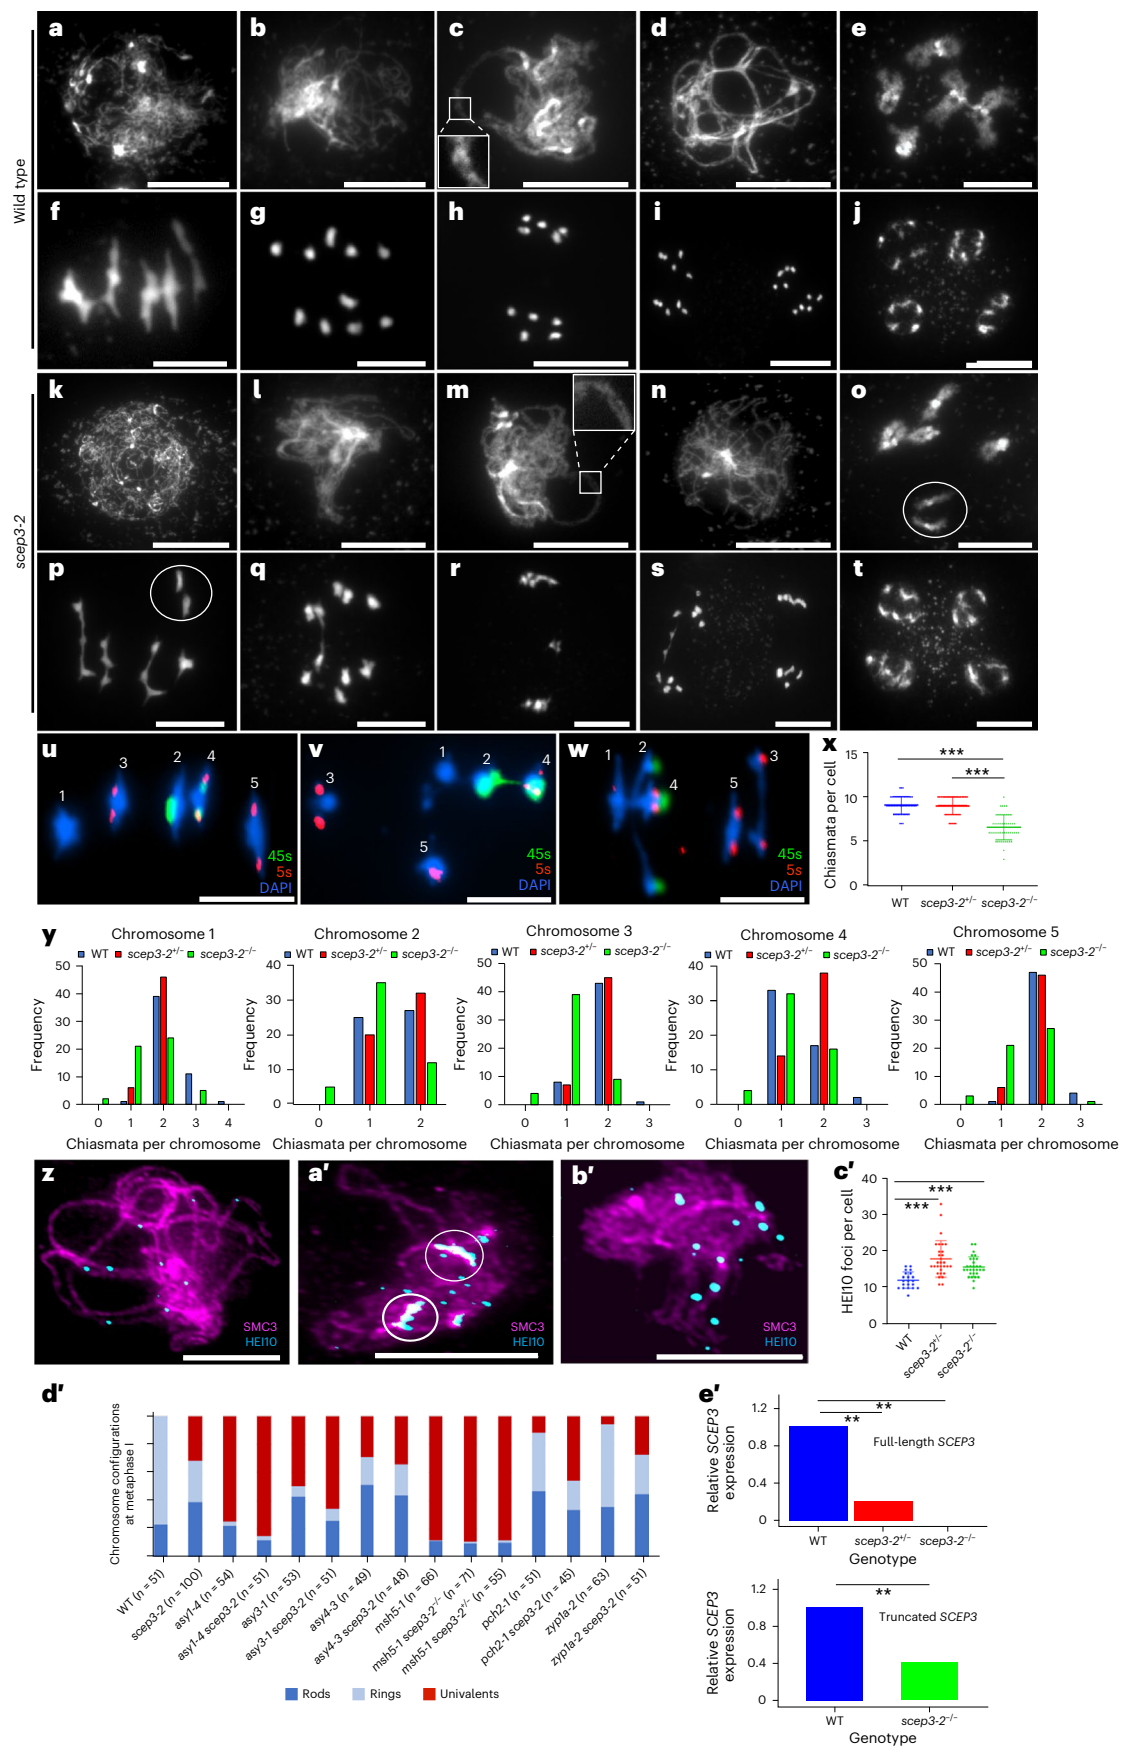 a b c d e
Wild type
f g h i j
k l m n o
scep3-2
p q r s t
u v w x
1 3 2 4 5
45s
5s
DAPI
3 1 2 4 5
45s
5s
DAPI
1 2 4 5 3
45s
5s
DAPI
Chiasmata per cell
15
10
5
0
***
***
WT scep3-2+/– scep3-2–/–
y
Chromosome 1
WT scep3-2+/– scep3-2–/–
Frequency
50
40
30
20
10
0
0 1 2 3 4
Chiasmata per chromosome
Chromosome 2
WT scep3-2+/– scep3-2–/–
Frequency
40
30
20
10
0
0 1 2
Chiasmata per chromosome
Chromosome 3
WT scep3-2+/– scep3-2–/–
Frequency
50
40
30
20
10
0
0 1 2 3
Chiasmata per chromosome
Chromosome 4
WT scep3-2+/– scep3-2–/–
Frequency
40
30
20
10
0
0 1 2 3
Chiasmata per chromosome
Chromosome 5
WT scep3-2+/– scep3-2–/–
Frequency
50
40
30
20
10
0
0 1 2 3
Chiasmata per chromosome
z
SMC3
HEI10
a′
SMC3
HEI10
b′
SMC3
HEI10
c′
HEI10 foci per cell
40
30
20
10
0
***
***
WT
scep3-2+/–
scep3-2–/–
d′
Chromosome configurations
at metaphase I
WT (n = 51)
scep3-2 (n = 100)
asy1-4 (n = 54)
asy1-4 scep3-2 (n = 51)
asy3-1 (n = 53)
asy3-1 scep3-2 (n = 51)
asy4-3 (n = 49)
asy4-3 scep3-2 (n = 48)
msh5-1 (n = 66)
msh5-1 scep3-2–/– (n = 71)
msh5-1 scep3-2+/– (n = 55)
pch2-1 (n = 51)
pch2-1 scep3-2 (n = 45)
zyp1a-2 (n = 63)
zyp1a-2 scep3-2 (n = 51)
Rods Rings Univalents
e′
Relative SCEP3
expression
1.2
0.8
0.4
0
**
**
Full-length SCEP3
WT scep3-2+/– scep3-2–/–
Genotype
Relative SCEP3
expression
1.2
0.8
0.4
0
**
Truncated SCEP3
WT scep3-2–/–
Genotype